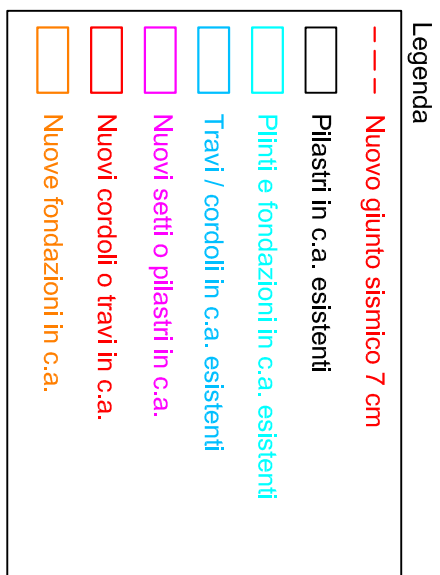 Legenda
Nuovo giunto sismico 7 cm
Pilastri in c.a. esistenti
Plinti e fondazioni in c.a. esistenti
Travi / cordoli in c.a. esistenti
Nuovi setti o pilastri in c.a.
Nuovi cordoli o travi in c.a.
Nuove fondazioni in c.a.